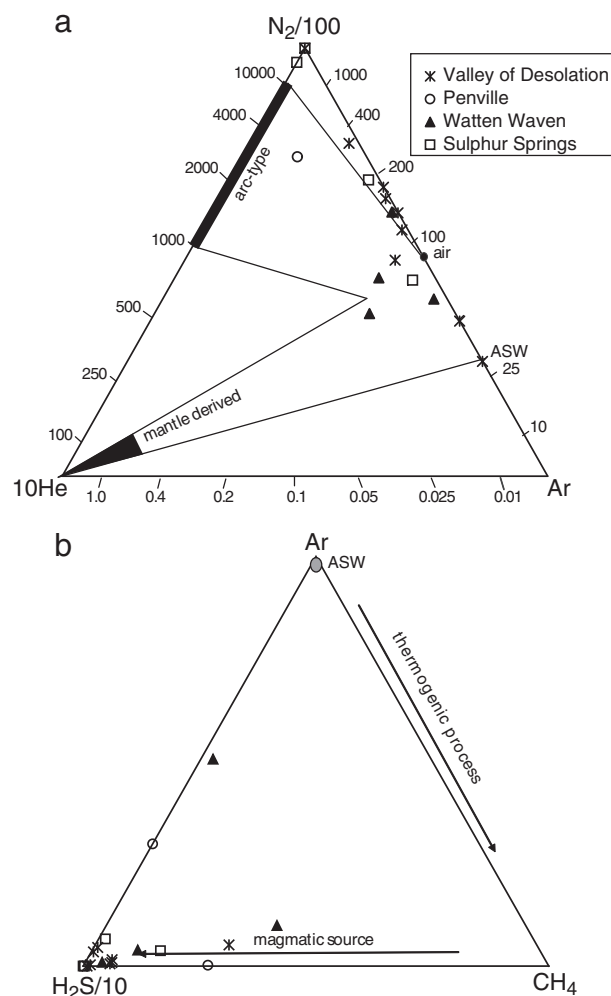 a
N2/100
Valley of Desolation
Penville
Watten Waven
Sulphur Springs
10000
1000
4000
400
2000
200
arc-type
1000
100
air
500
ASW
25
250
mantle derived
100
10
10He
Ar
1.0
0.4
0.2
0.1
0.05
0.025
0.01
b
Ar
ASW
thermogenic process
magmatic source
H2S/10
CH4